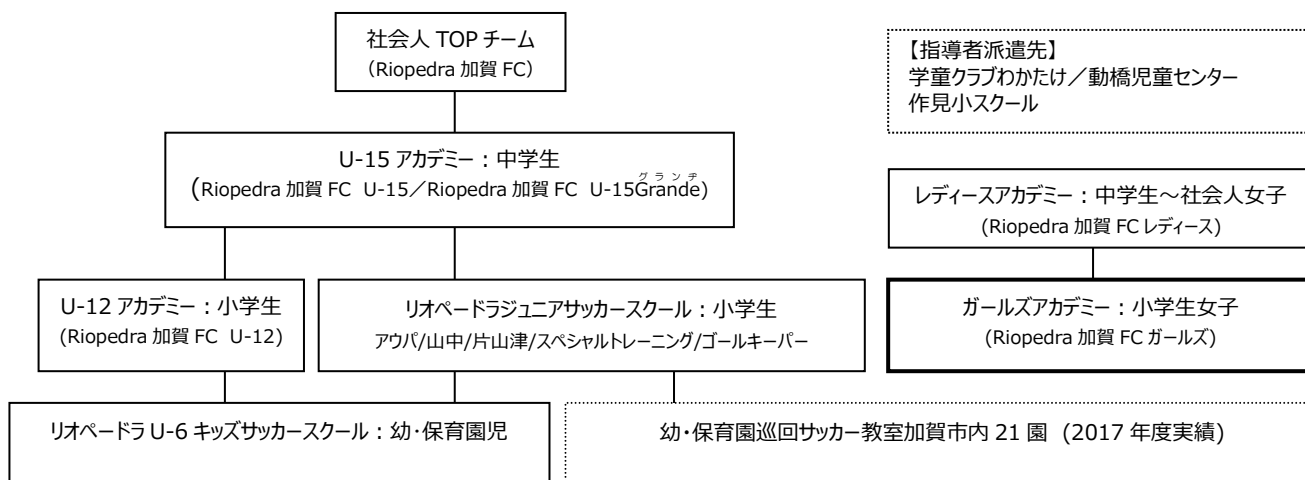 社会人 TOP チーム
（Riopedra 加賀 FC）
【指導者派遣先】
学童クラブわかたけ／動橋児童センター
作見小スクール
U-15 アカデミー：中学生
(Riopedra 加賀 FC U-15／Riopedra 加賀 FC U-15Grande)
グランデ
レディースアカデミー：中学生～社会人女子
(Riopedra 加賀 FC レディース)
U-12 アカデミー：小学生
(Riopedra 加賀 FC U-12)
リオペードラジュニアサッカースクール：小学生
アウパ/山中/片山津/スペシャルトレーニング/ゴールキーパー
ガールズアカデミー：小学生女子
(Riopedra 加賀 FC ガールズ)
リオペードラ U-6 キッズサッカースクール：幼・保育園児
幼・保育園巡回サッカー教室加賀市内 21 園 (2017 年度実績)